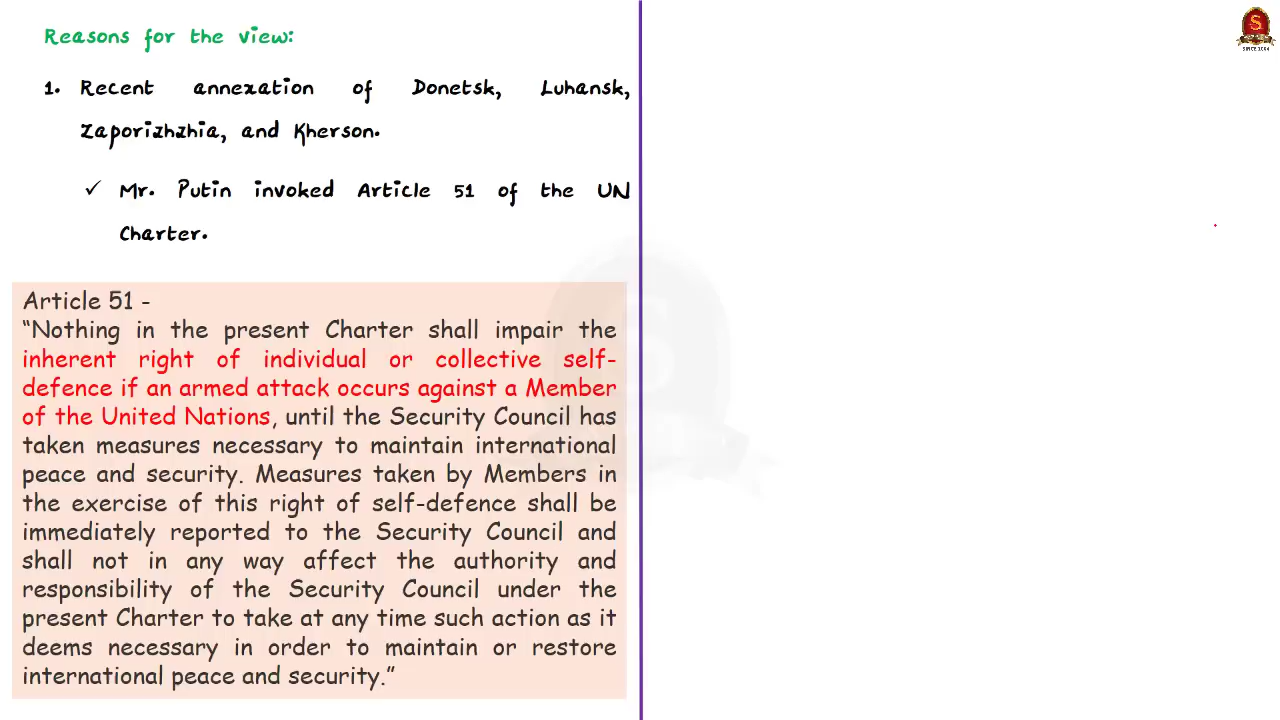 Reasons for the view:
1. Recent annexation of Donetsk, Luhansk,
Zaporizhzhia, and Kherson.
✓ Mr. Putin invoked Article 51 of the UN
Charter.
Article 51 -
“Nothing in the present Charter shall impair the
inherent right of individual or collective self-
defence if an armed attack occurs against a Member
of the United Nations, until the Security Council has
taken measures necessary to maintain international
peace and security. Measures taken by Members in
the exercise of this right of self-defence shall be
immediately reported to the Security Council and
shall not in any way affect the authority and
responsibility of the Security Council under the
present Charter to take at any time such action as it
deems necessary in order to maintain or restore
international peace and security.”
S
SINCE 2004